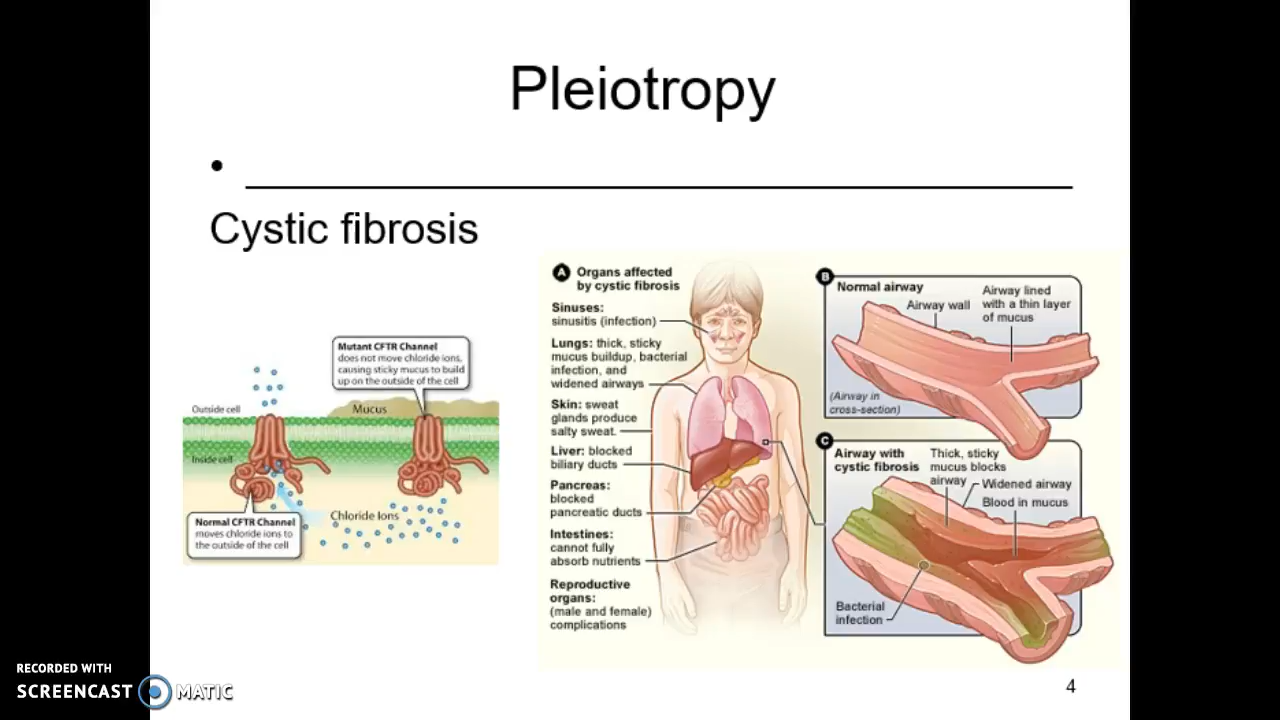 Pleiotropy
•
Cystic fibrosis
Mutant CFTR Channel
does not move chloride ions,
causing sticky mucus to build
up on the outside of the cell
Outside cell
Mucus
Inside cell
Chloride Ions
Normal CFTR Channel
moves chloride ions to
the outside of the cell
A Organs affected
by cystic fibrosis
Sinuses:
sinusitis (infection)
Lungs: thick, sticky
mucus buildup, bacterial
infection, and
widened airways
Skin: sweat
glands produce
salty sweat.
Liver: blocked
biliary ducts
Pancreas:
blocked
pancreatic ducts
Intestines:
cannot fully
absorb nutrients
Reproductive
organs:
(male and female)
complications
B
Normal airway
Airway wall
Airway lined
with a thin layer
of mucus
(Airway in
cross-section)
C
Airway with
cystic fibrosis
Thick, sticky
mucus blocks
airway
Widened airway
Blood in mucus
Bacterial
infection
RECORDED WITH
SCREENCAST MATIC
4